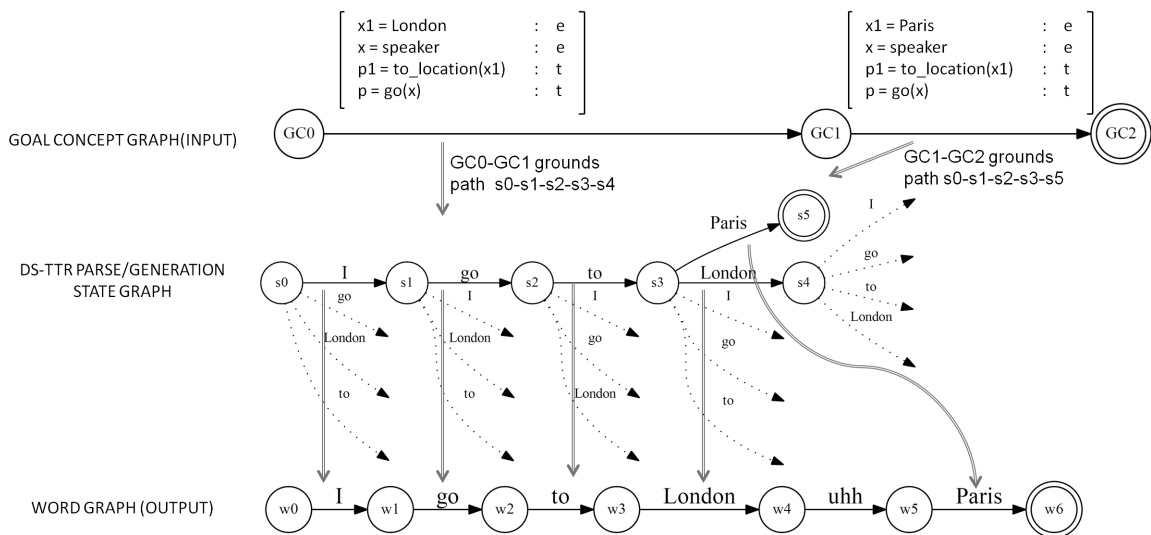 x1 = London : e
x = speaker : e
p1 = to_location(x1) : t
p = go(x) : t
x1 = Paris : e
x = speaker : e
p1 = to_location(x1) : t
p = go(x) : t
GOAL CONCEPT GRAPH(INPUT)
GC0
GC1
GC2
GC0-GC1 grounds
path s0-s1-s2-s3-s4
GC1-GC2 grounds
path s0-s1-s2-s3-s5
DS-TTR PARSE/GENERATION
STATE GRAPH
s0
I
s1
go
s2
to
s3
Paris
s5
London
s4
I
go
to
London
go
London
to
I
London
to
I
go
London
I
go
to
WORD GRAPH (OUTPUT)
w0
I
w1
go
w2
to
w3
London
w4
uhh
w5
Paris
w6